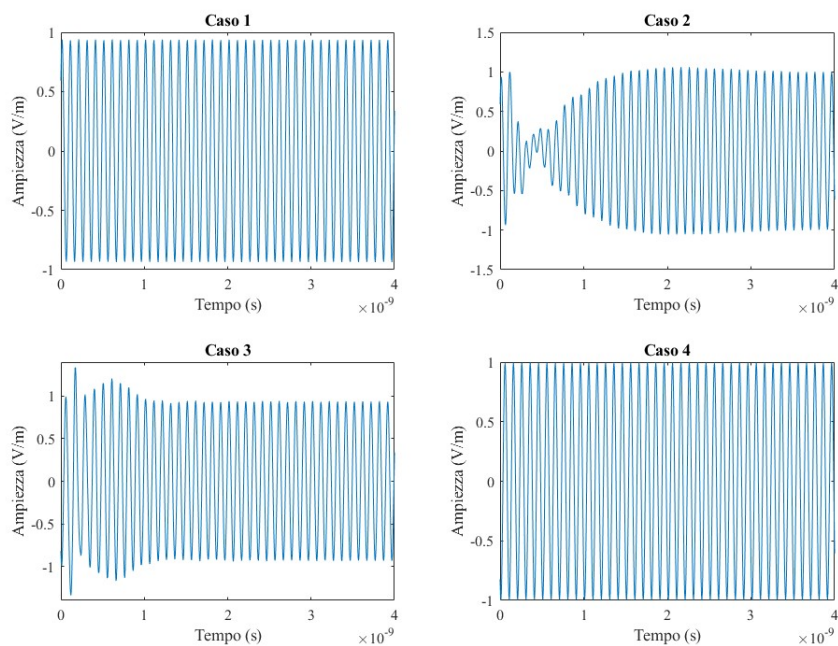 Caso 1
1
0.5
0
-0.5
-1
Ampiezza (V/m)
0 1 2 3 4
Tempo (s)
×10⁻⁹
Caso 2
1.5
1
0.5
0
-0.5
-1
-1.5
Ampiezza (V/m)
0 1 2 3 4
Tempo (s)
×10⁻⁹
Caso 3
1
0.5
0
-0.5
-1
Ampiezza (V/m)
0 1 2 3 4
Tempo (s)
×10⁻⁹
Caso 4
1
0.5
0
-0.5
-1
Ampiezza (V/m)
0 1 2 3 4
Tempo (s)
×10⁻⁹